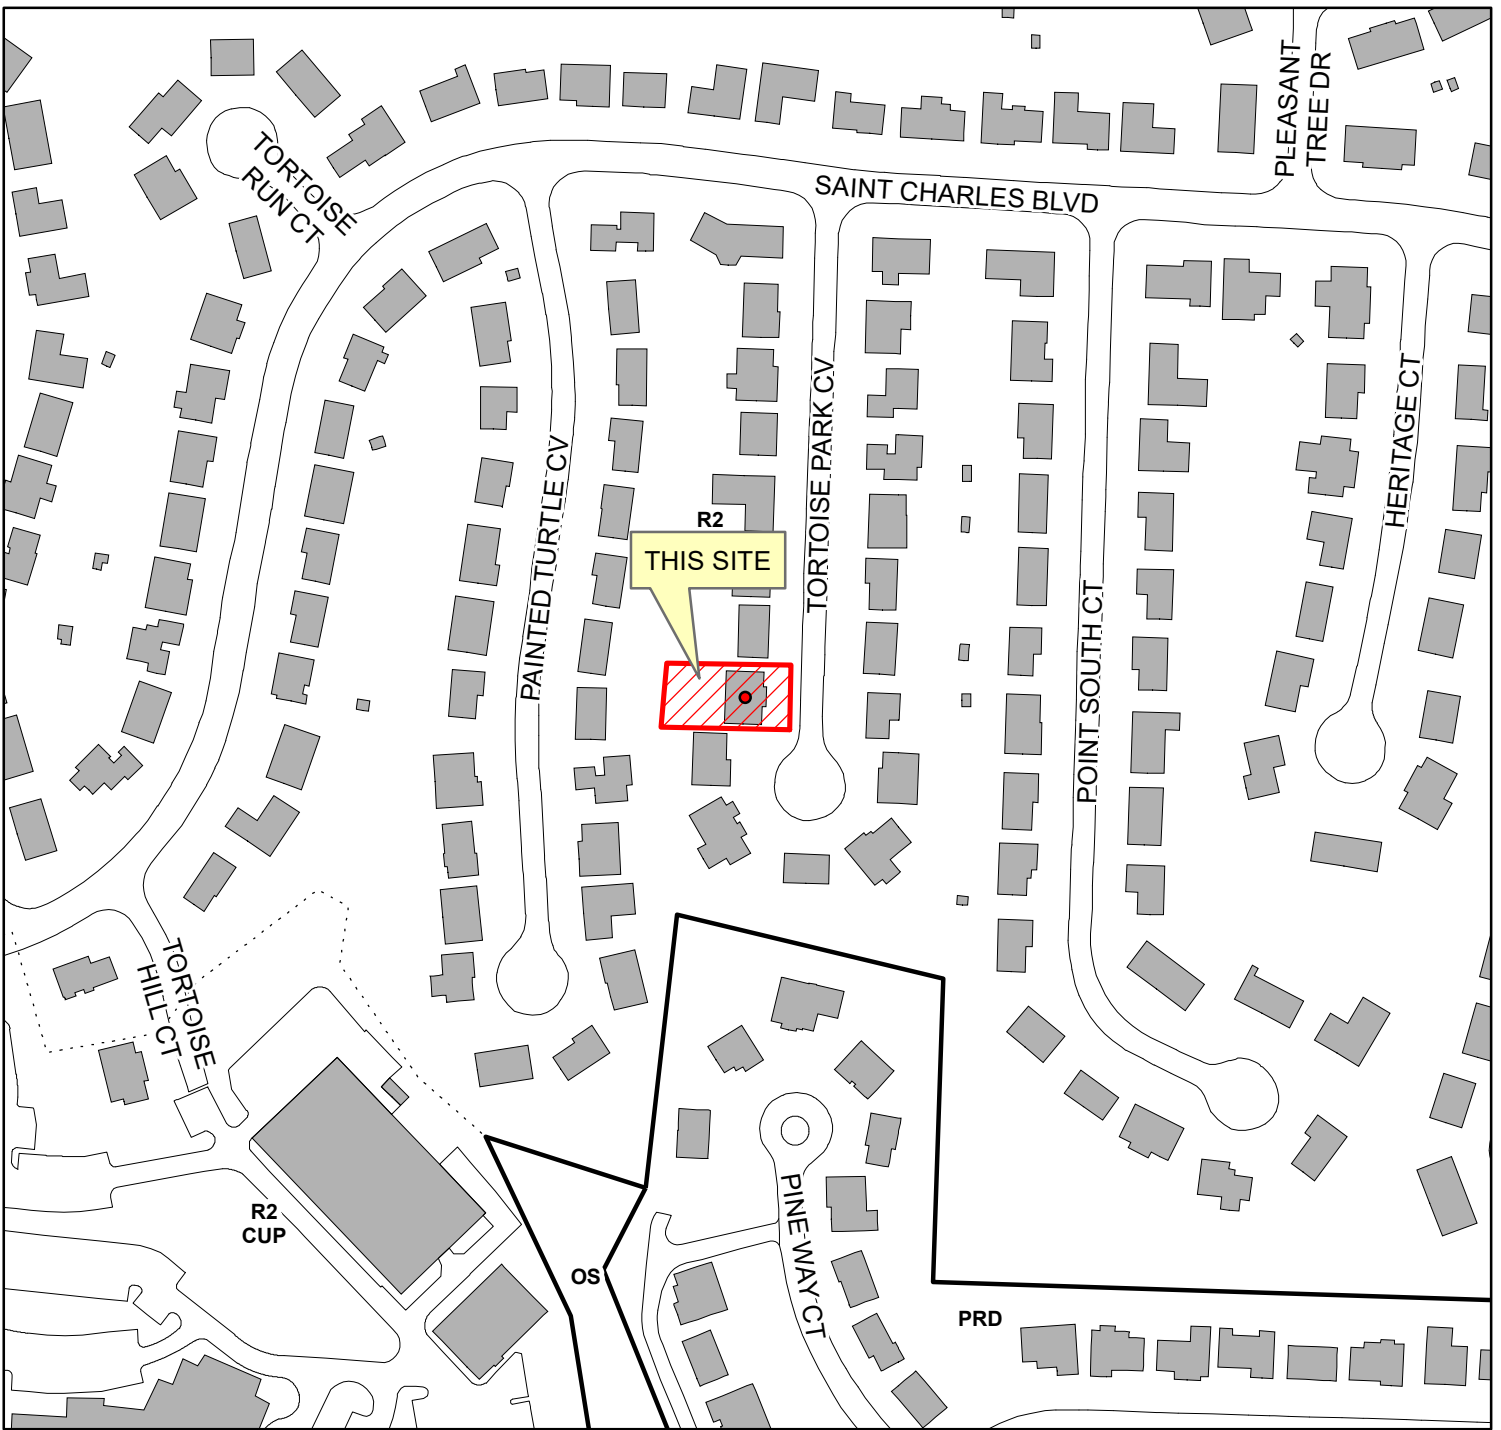 PLEASANT
TREE DR
TORTOISE
RUN CT
SAINT CHARLES BLVD
PAINTED TURTLE CV
TORTOISE PARK CV
HERITAGE CT
R2
THIS SITE
POINT SOUTH CT
TORTOISE
HILL CT
R2
CUP
PINE WAY CT
OS
PRD